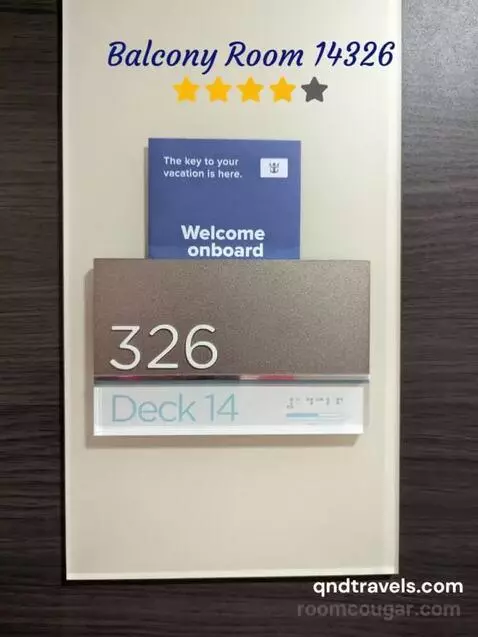 Balcony Room 14326
The key to your
vacation is here.
Welcome
onboard
326
Deck 14
qndtravels.com
roomcougar.com